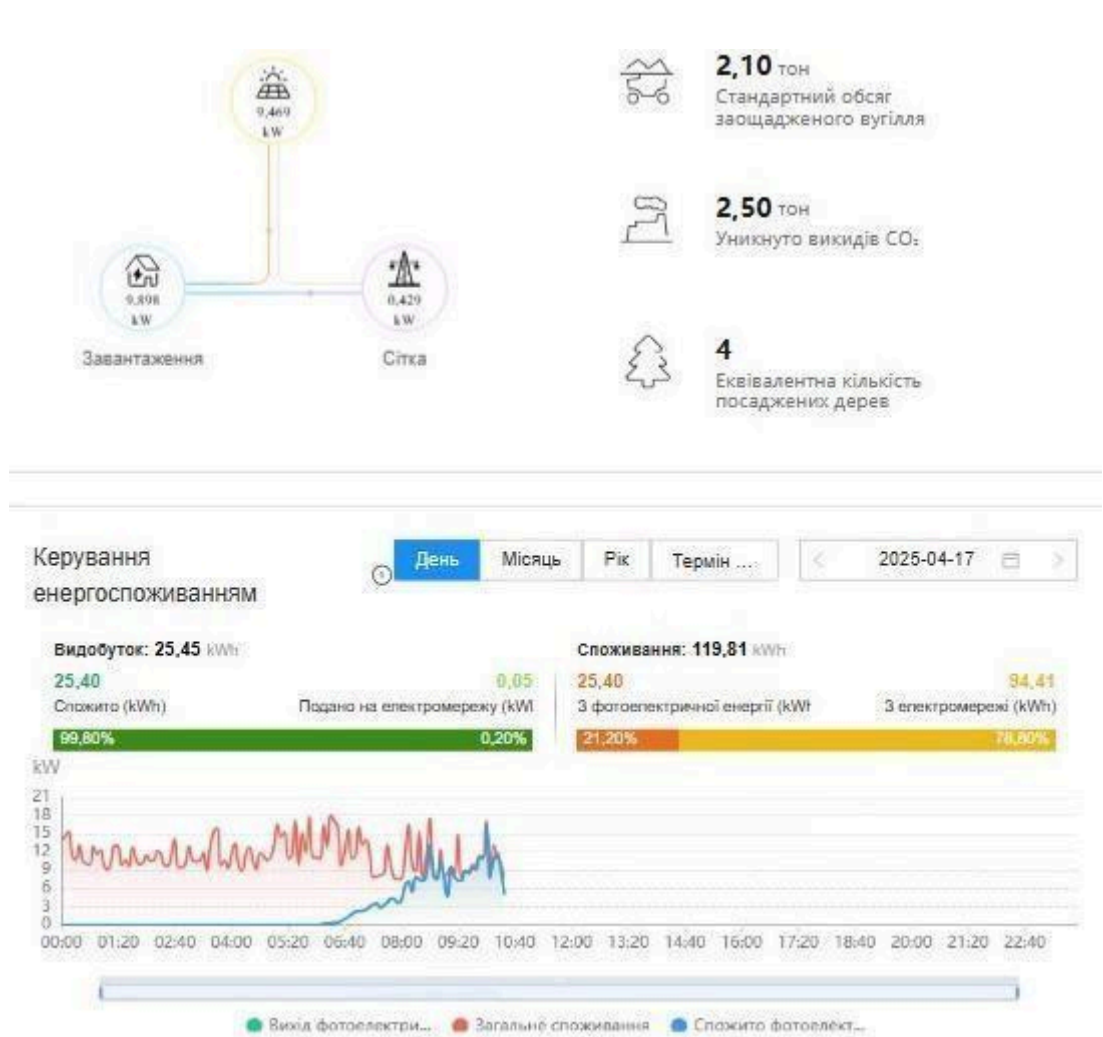 9,469
kW
9,898
kW
Завантаження
0,429
kW
Сітка
2,10 тон
Стандартний обсяг
заощадженого вугілля
2,50 тон
Уникнуто викидів CO₂
4
Еквівалентна кількість
посаджених дерев
Керування
енергоспоживанням
День
Місяць
Рік
Термін ...
2025-04-17
Видобуток: 25,45 kWh
25,40
0,05
Спожито (kWh)
Подано на електромережу (kW
99,80%
0,20%
Споживання: 119,81 kWh
25,40
94,41
З фотоелектричної енергії (kW
З електромережі (kWh)
21,20%
78,80%
kW
21
18
15
12
9
6
3
0
00:00 01:20 02:40 04:00 05:20 06:40 08:00 09:20 10:40 12:00 13:20 14:40 16:00 17:20 18:40 20:00 21:20 22:40
Вихід фотоелектри... Загальне споживання Спожито фотоелект...